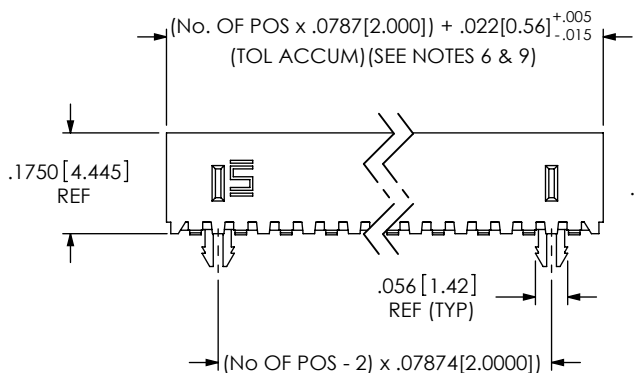 (No. OF POS x .0787[2.000]) + .022[0.56]+.005 -.015
(TOL ACCUM)(SEE NOTES 6 & 9)
.1750[4.445]
REF
.056[1.42]
REF (TYP)
(No OF POS - 2) x .07874[2.0000])